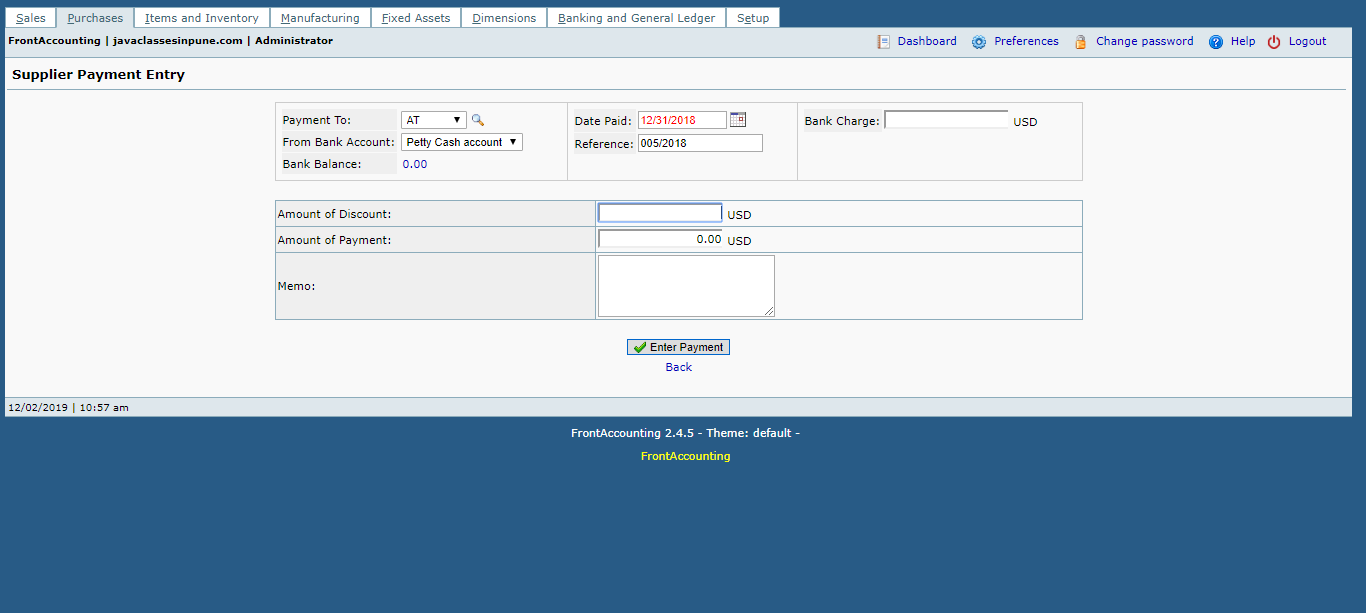 Sales Purchases Items and Inventory Manufacturing Fixed Assets Dimensions Banking and General Ledger Setup
FrontAccounting | javaclassesinpune.com | Administrator Dashboard Preferences Change password Help Logout
Supplier Payment Entry
Payment To: AT
From Bank Account: Petty Cash account
Bank Balance: 0.00
Date Paid: 12/31/2018
Reference: 005/2018
Bank Charge: USD
Amount of Discount: USD
Amount of Payment: 0.00 USD
Memo:
Enter Payment
Back
12/02/2019 | 10:57 am
FrontAccounting 2.4.5 - Theme: default -
FrontAccounting